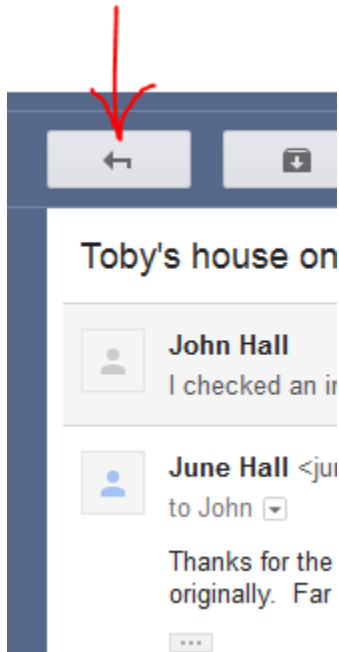 Toby's house on
John Hall
I checked an
June Hall <ju
to John
Thanks for the
originally. Far